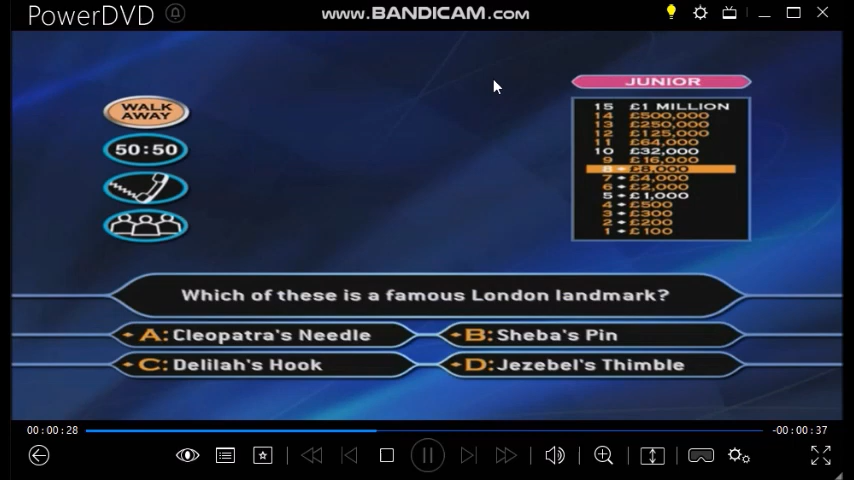 PowerDVD
www.BANDICAM.com
WALK
AWAY
50:50
JUNIOR
15 £1 MILLION
14 £500,000
13 £250,000
12 £125,000
11 £64,000
10 £32,000
9 £16,000
8 £8,000
7 £4,000
6 £2,000
5 £1,000
4 £500
3 £300
2 £200
1 £100
Which of these is a famous London landmark?
A: Cleopatra's Needle
B: Sheba's Pin
C: Delilah's Hook
D: Jezebel's Thimble
00:00:28
-00:00:37